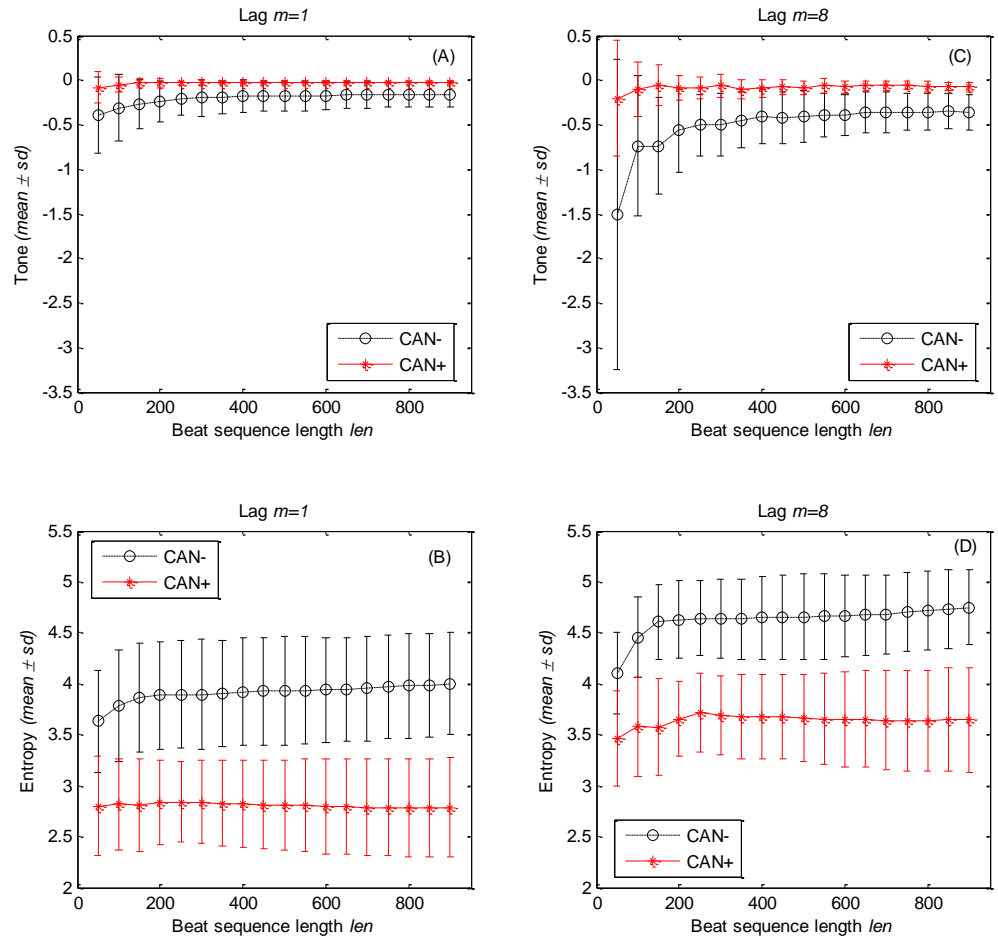 Lag m=1
(A)
0.5
0
-0.5
-1
-1.5
-2
-2.5
-3
-3.5
Tone (mean ± sd)
CAN-
CAN+
0 200 400 600 800
Beat sequence length len
Lag m=8
(C)
0.5
0
-0.5
-1
-1.5
-2
-2.5
-3
-3.5
Tone (mean ± sd)
CAN-
CAN+
0 200 400 600 800
Beat sequence length len
Lag m=1
(B)
CAN-
CAN+
5.5
5
4.5
4
3.5
3
2.5
2
Entropy (mean ± sd)
0 200 400 600 800
Beat sequence length len
Lag m=8
(D)
5.5
5
4.5
4
3.5
3
2.5
2
Entropy (mean ± sd)
CAN-
CAN+
0 200 400 600 800
Beat sequence length len